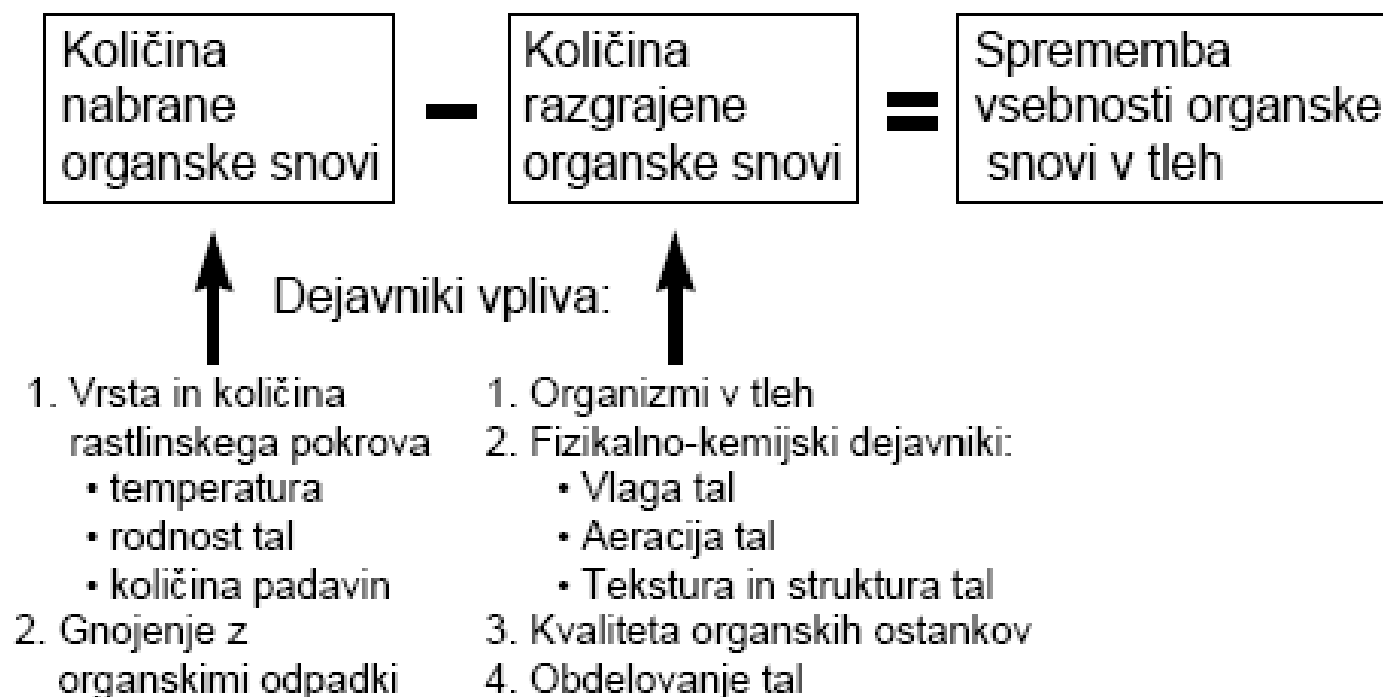 Količina
nabrane
organske snovi
Količina
razgrajene
organske snovi
Sprememba
vsebnosti organske
snovi v tleh
Dejavniki vpliva:
1. Vrsta in količina
rastlinskega pokrova
• temperatura
• rodnost tal
• količina padavin
2. Gnojenje z
organskimi odpadki
1. Organizmi v tleh
2. Fizikalno-kemijski dejavniki:
• Vlaga tal
• Aeracija tal
• Tekstura in struktura tal
3. Kvaliteta organskih ostankov
4. Obdelovanje tal